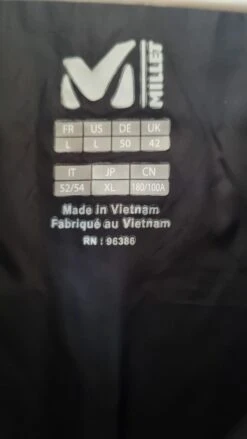 MILLET
FR US DE UK
L L 50 42
IT JP CN
52/54 XL 180/100A
Made in Vietnam
Fabriqué au Vietnam
RN : 96386